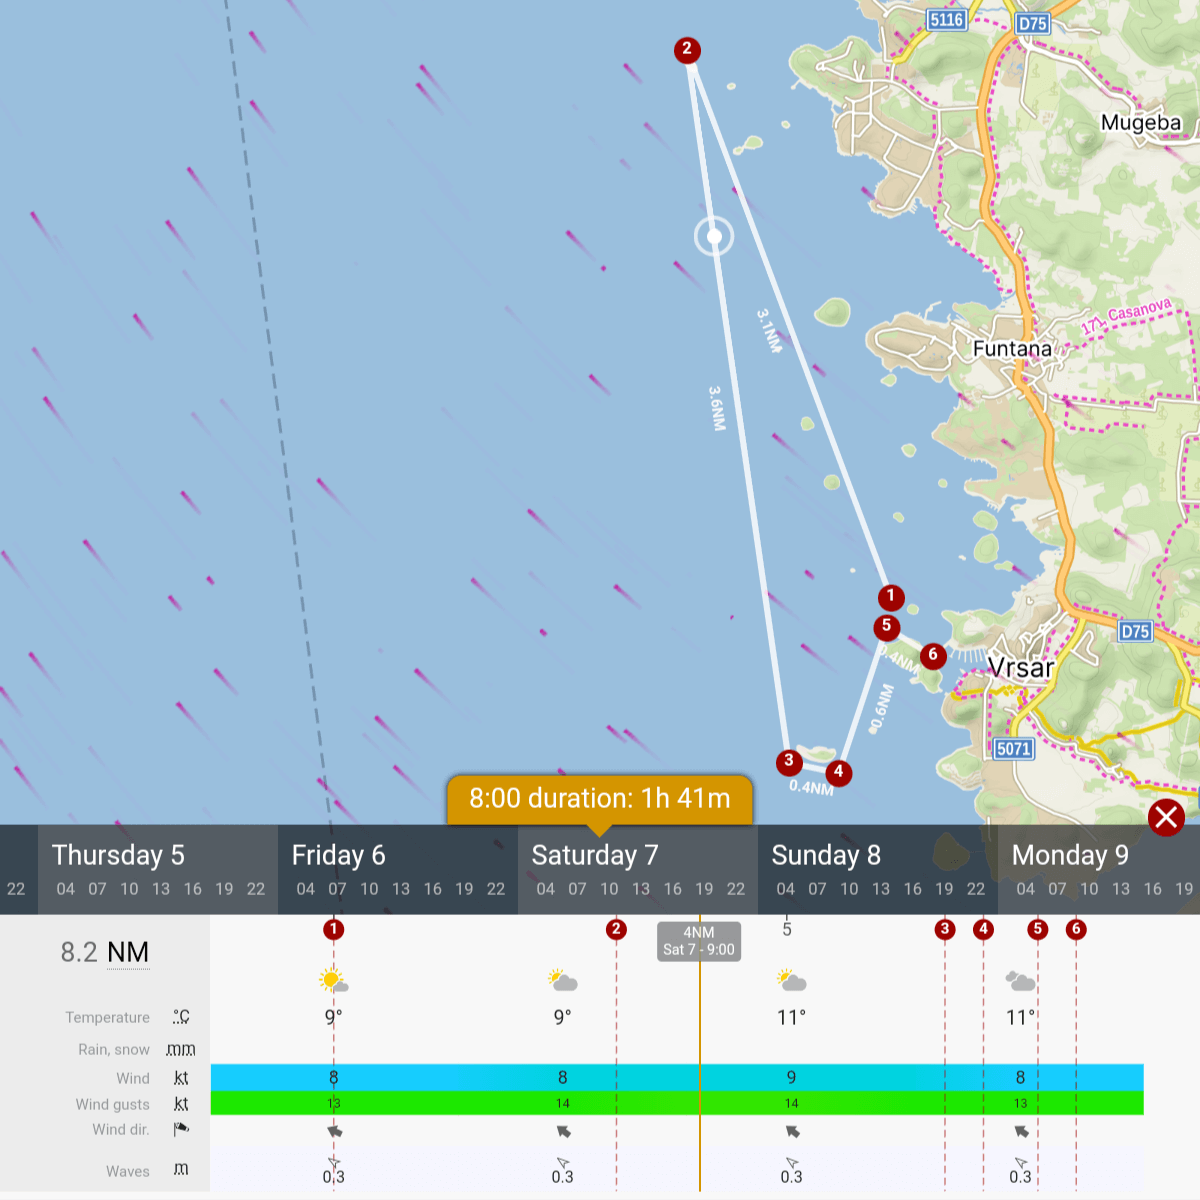 5116
D75
2
Mugeba
171, Casanova
3.1NM
Funtana
3.6NM
1
5
D75
0.4NM
6
Vrsar
0.6NM
5071
3
4
0.4NM
8:00 duration: 1h 41m
Thursday 5
Friday 6
Saturday 7
Sunday 8
Monday 9
22 04 07 10 13 16 19 22 04 07 10 13 16 19 22 04 07 10 13 16 19 22 04 07 10 13 16 19 22 04 07 10 13 16 19
1 2 4NM 5 3 4 5 6
Sat 7 - 9:00
8.2 NM
Temperature °C 9° 9° 11° 11°
Rain, snow mm
Wind kt 8 8 9 8
Wind gusts kt 13 14 14 13
Wind dir.
Waves m 0.3 0.3 0.3 0.3